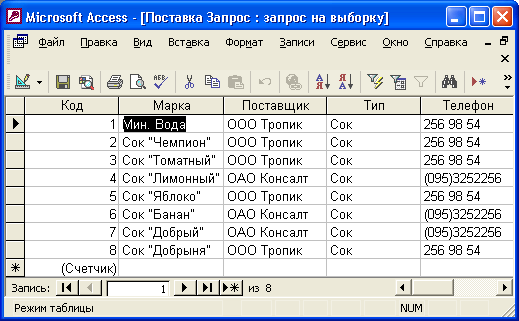 Microsoft Access - [Поставка Запрос : запрос на выборку]
Файл Правка Вид Вставка Формат Записи Сервис Окно Справка
Код Марка Поставщик Тип Телефон
1 Мин. Вода ООО Тропик Сок 256 98 54
2 Сок "Чемпион" ООО Тропик Сок 256 98 54
3 Сок "Томатный" ООО Тропик Сок 256 98 54
4 Сок "Лимонный" ОАО Консалт Сок (095)3252256
5 Сок "Яблоко" ООО Тропик Сок 256 98 54
6 Сок "Банан" ОАО Консалт Сок (095)3252256
7 Сок "Добрый" ОАО Консалт Сок (095)3252256
8 Сок "Добрыня" ООО Тропик Сок 256 98 54
(Счетчик)
Запись: 1 из 8
Режим таблицы NUM